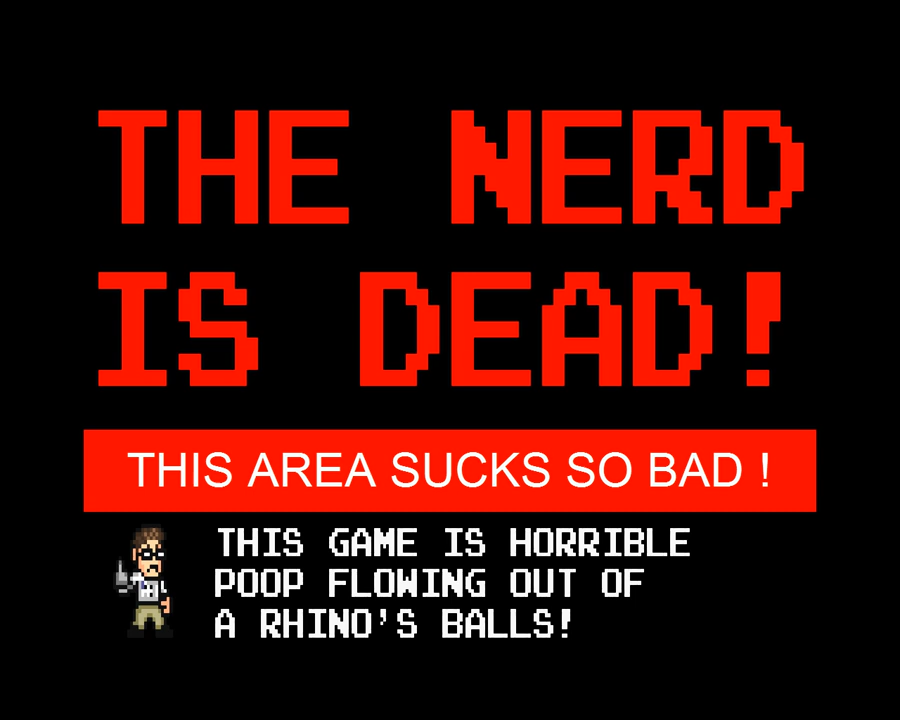 THE NERD
IS DEAD!
THIS AREA SUCKS SO BAD !
THIS GAME IS HORRIBLE
POOP FLOWING OUT OF
A RHINO'S BALLS!